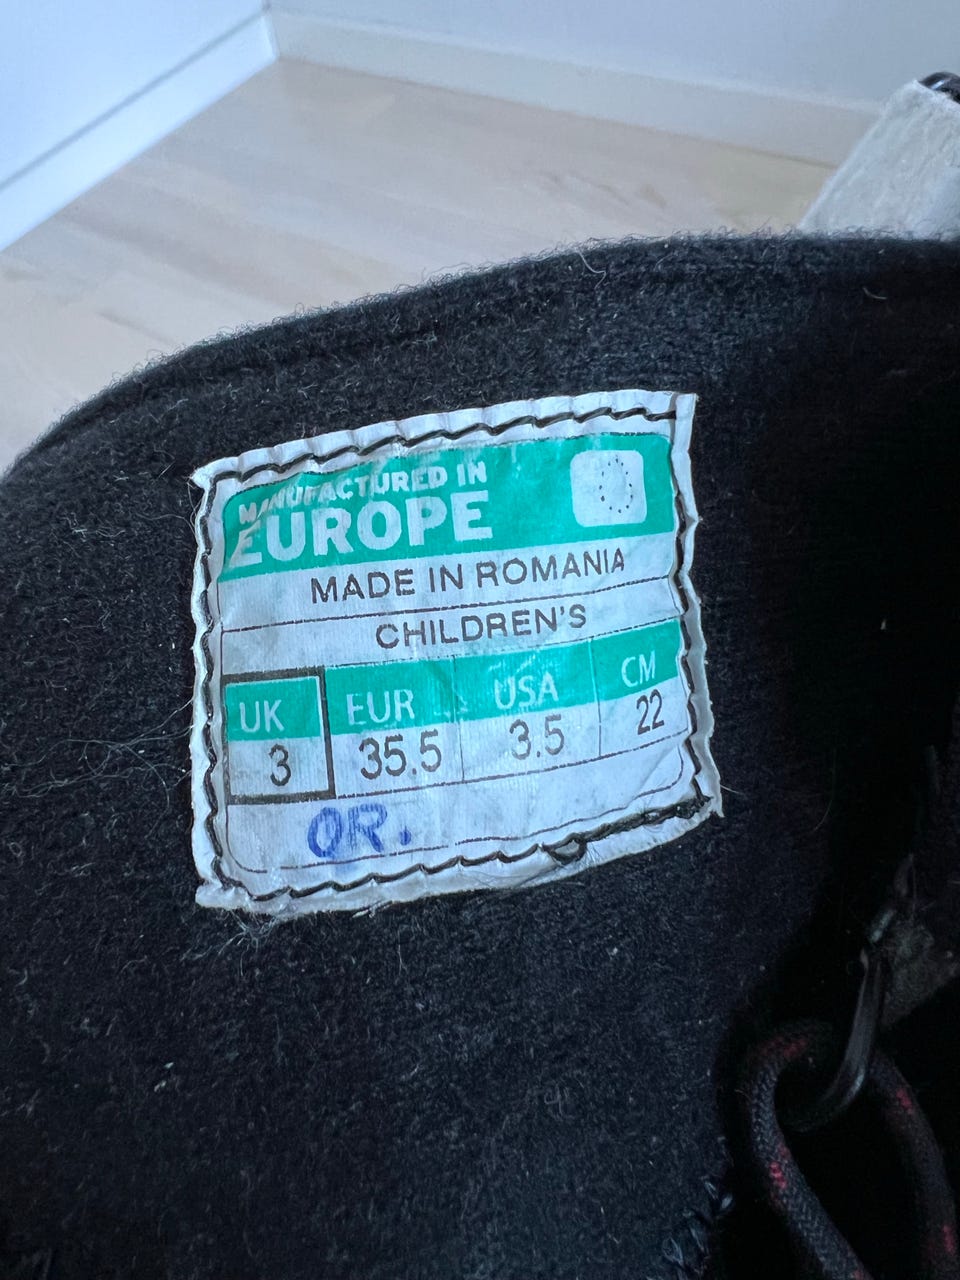 MANUFACTURED IN
EUROPE
MADE IN ROMANIA
CHILDREN'S
UK EUR USA CM
3 35.5 3.5 22
OR.